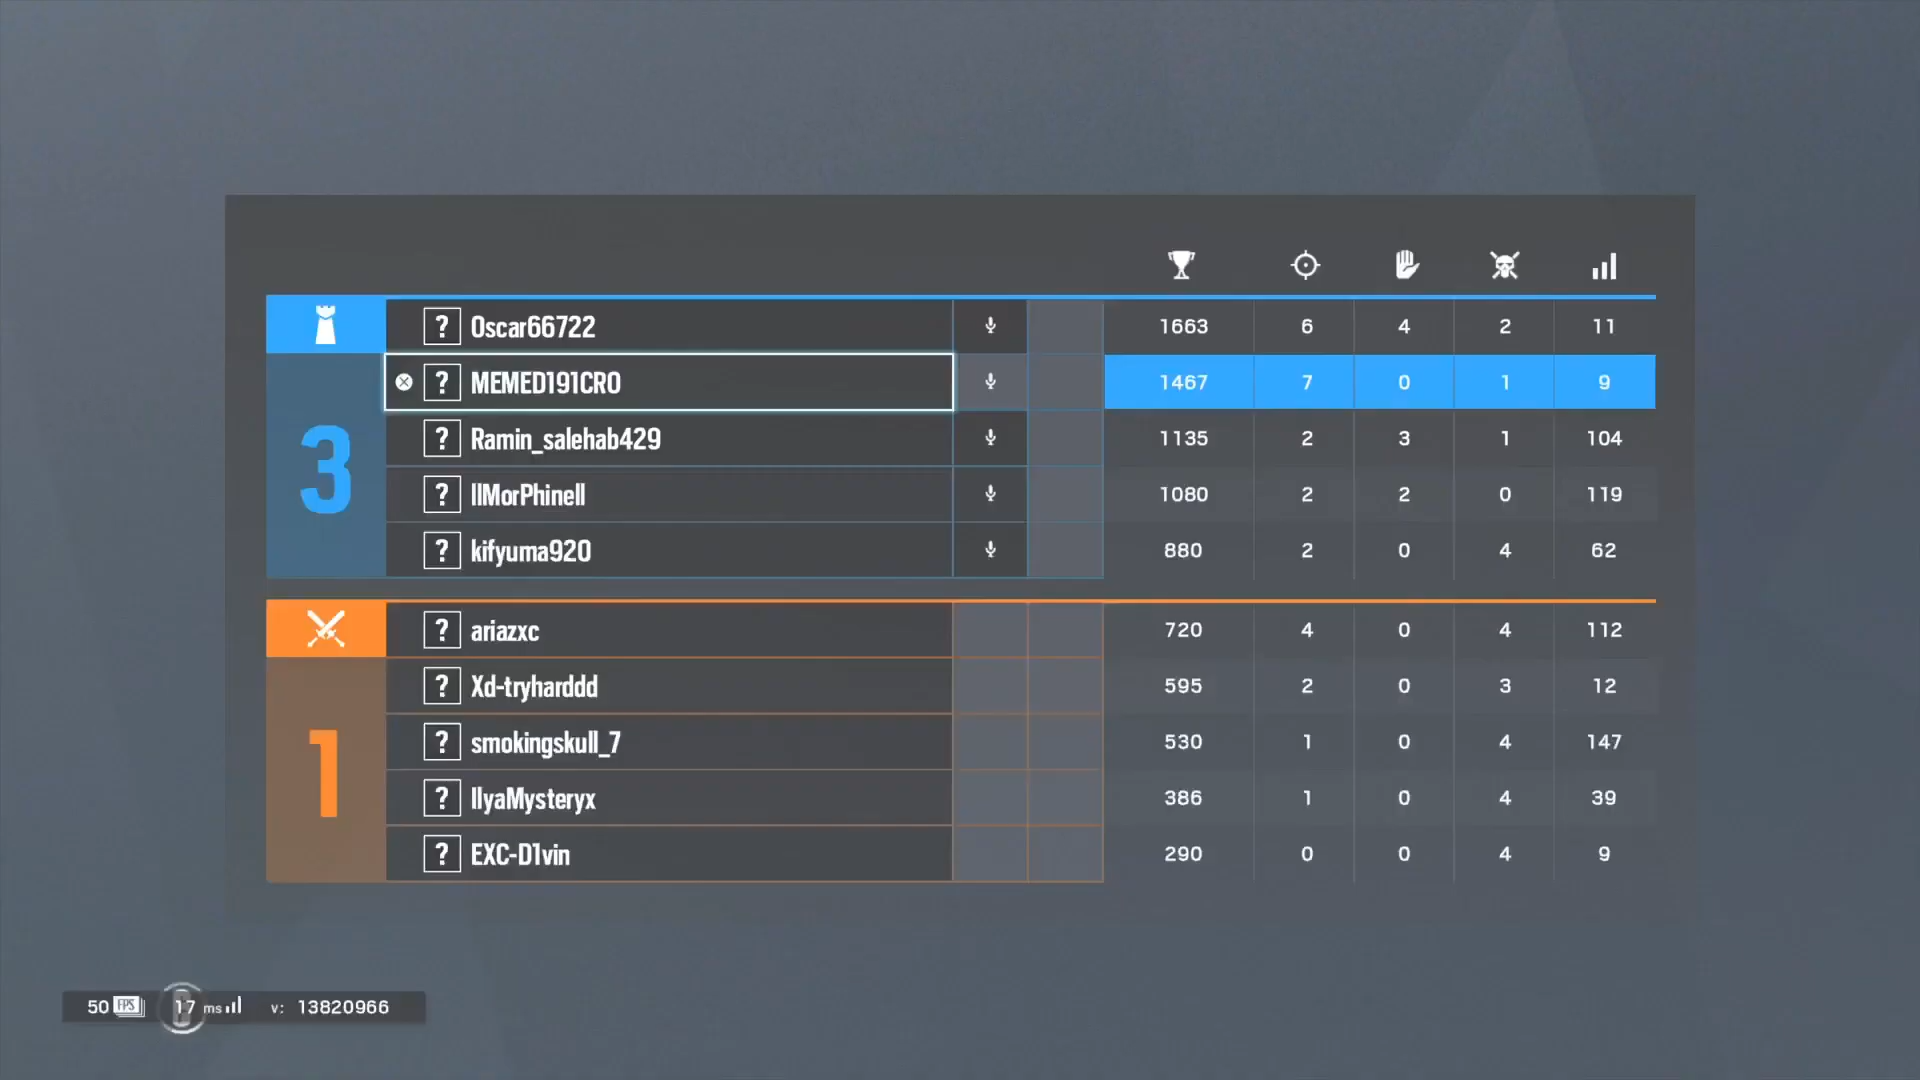 ? Oscar66722 1663 6 4 2 11
? MEMED191CRO 1467 7 0 1 9
3
? Ramin_salehab429 1135 2 3 1 104
? llMorPhinell 1080 2 2 0 119
? kifyuma920 880 2 0 4 62
? ariazxc 720 4 0 4 112
? Xd-tryharddd 595 2 0 3 12
1
? smokingskull_7 530 1 0 4 147
? IlyaMysteryx 386 1 0 4 39
? EXC-D1vin 290 0 0 4 9
50 FPS 17 ms v: 13820966